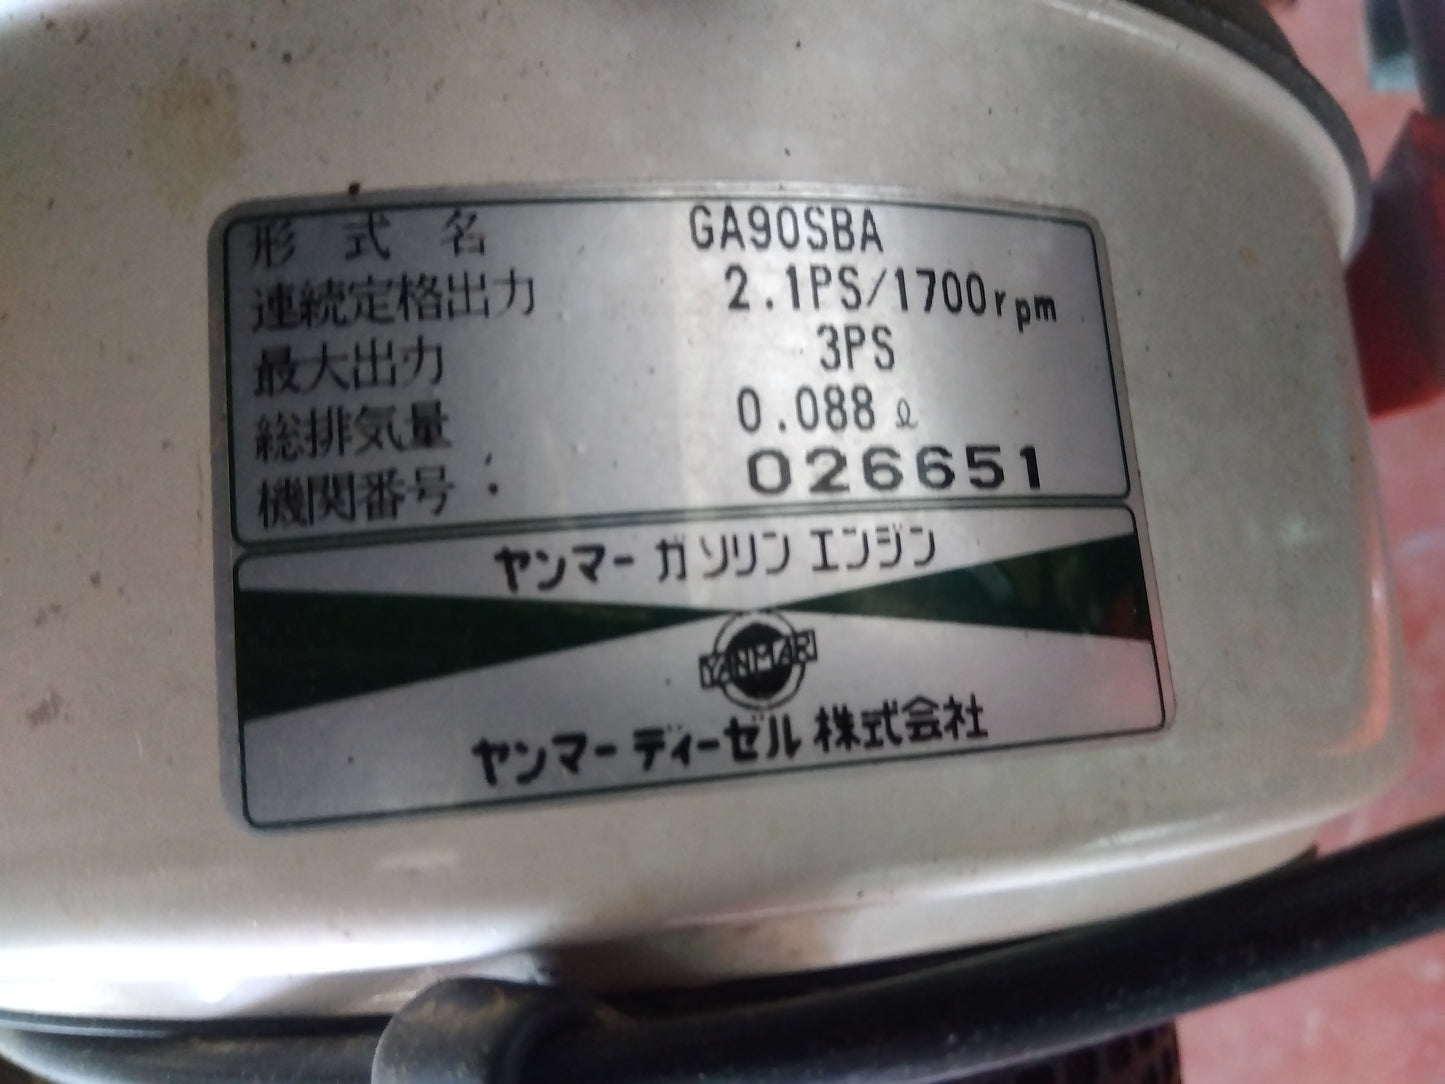 形式名 GA90SBA
連続定格出力 2.1PS/1700rpm
最大出力 3PS
総排気量 0.088ℓ
機関番号: 026651
ヤンマー ガソリン エンジン
YANMAR
ヤンマー ディーゼル 株式会社